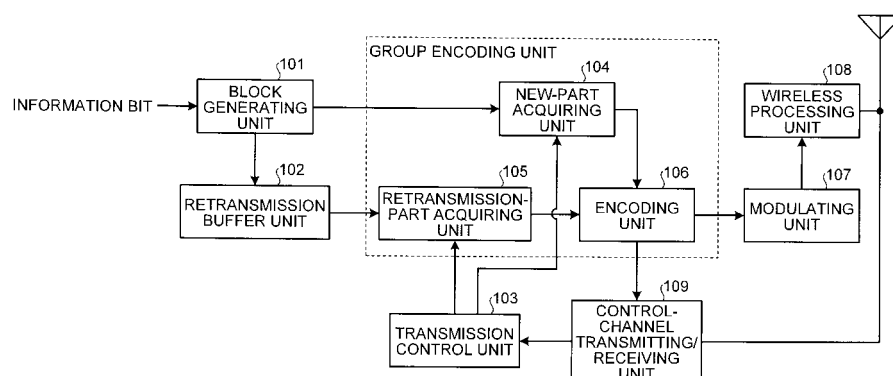 GROUP ENCODING UNIT
101
BLOCK
GENERATING
UNIT
INFORMATION BIT
104
NEW-PART
ACQUIRING
UNIT
108
WIRELESS
PROCESSING
UNIT
102
RETRANSMISSION
BUFFER UNIT
105
RETRANSMISSION-
PART ACQUIRING
UNIT
106
ENCODING
UNIT
107
MODULATING
UNIT
103
TRANSMISSION
CONTROL UNIT
109
CONTROL-
CHANNEL
TRANSMITTING/
RECEIVING
UNIT